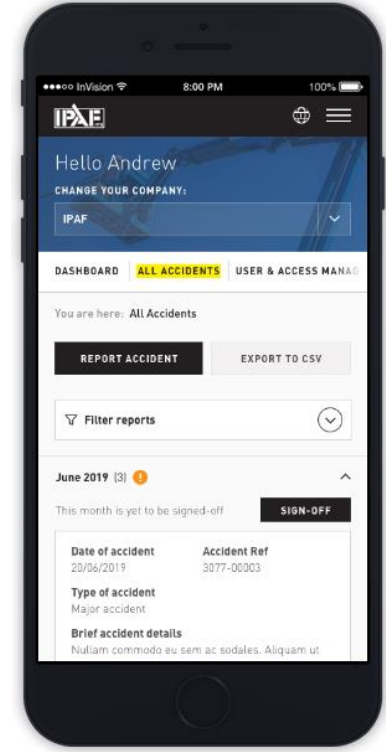 InVision 8:00 PM 100%
IPAF
Hello Andrew
CHANGE YOUR COMPANY:
IPAF
DASHBOARD ALL ACCIDENTS USER & ACCESS MANAG
You are here: All Accidents
REPORT ACCIDENT EXPORT TO CSV
Filter reports
June 2019 (3) !
This month is yet to be signed-off SIGN-OFF
Date of accident Accident Ref
20/06/2019 3077-00003
Type of accident
Major accident
Brief accident details
Nullam commodo eu sem ac sodales. Aliquam ut